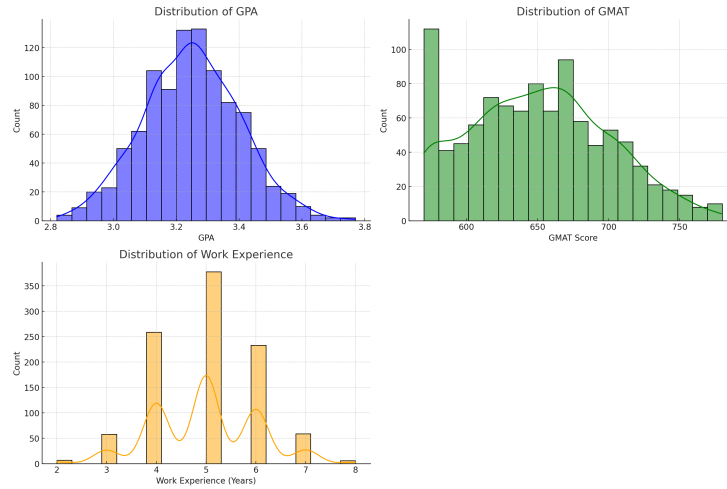 Distribution of GPA
120
100
80
60
40
20
0
Count
2.8 3.0 3.2 3.4 3.6 3.8
GPA
Distribution of GMAT
100
80
60
40
20
0
Count
600 650 700 750
GMAT Score
Distribution of Work Experience
350
300
250
200
150
100
50
0
Count
2 3 4 5 6 7 8
Work Experience (Years)